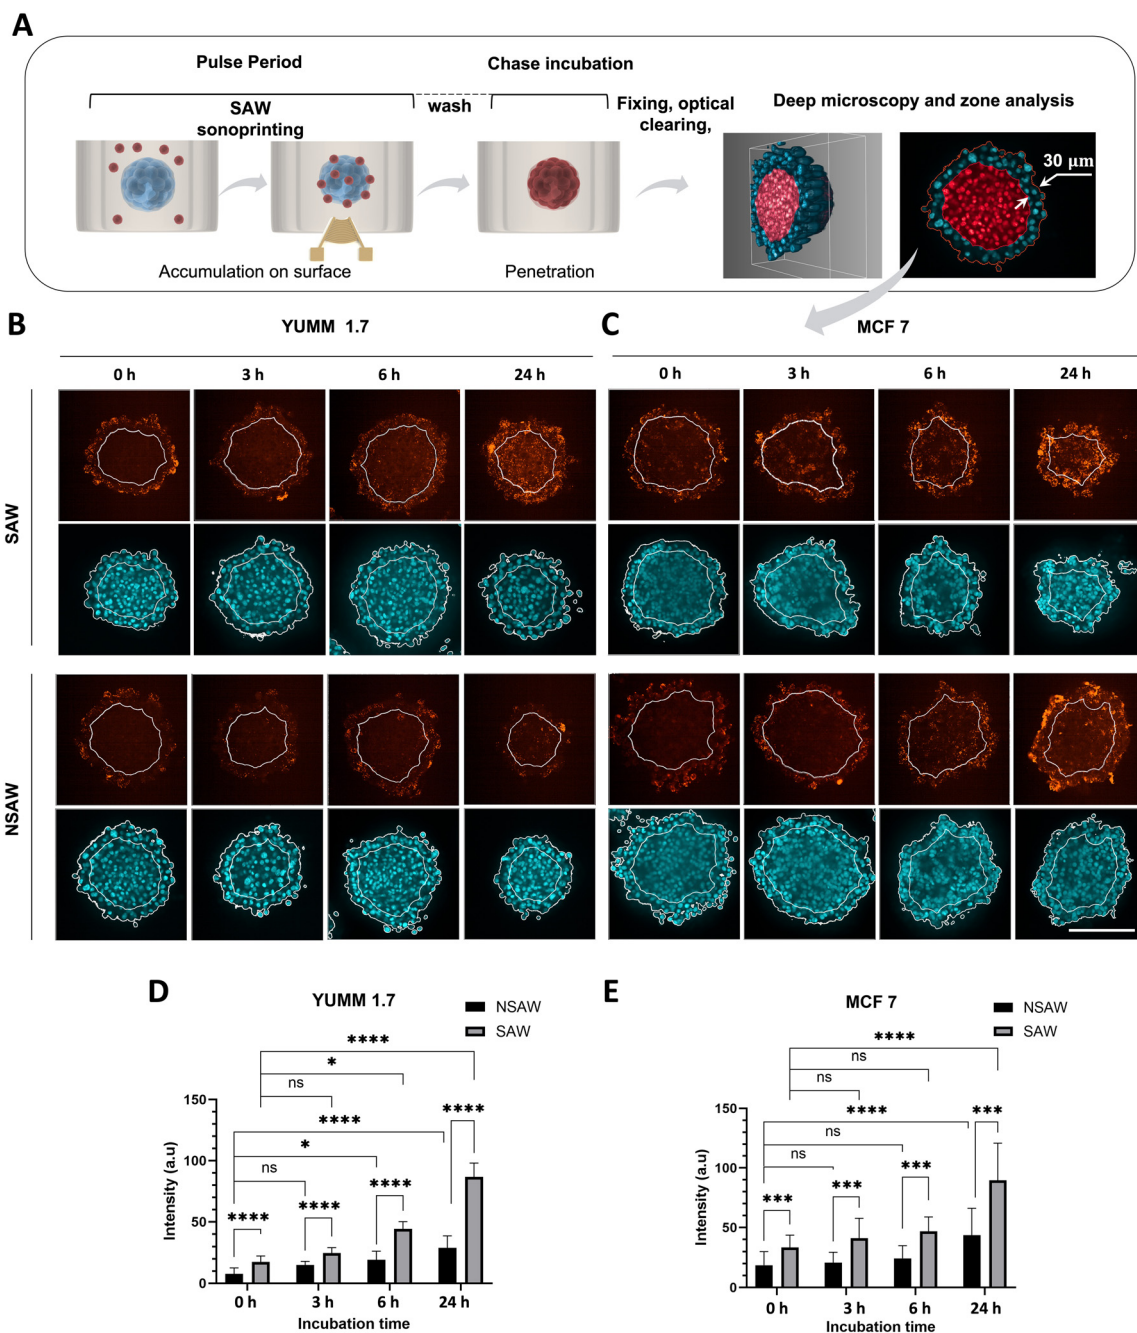 A
Pulse Period
Chase incubation
SAW
sonoprinting
wash
Fixing, optical
clearing,
Deep microscopy and zone analysis
30 µm
Accumulation on surface
Penetration
B
YUMM 1.7
C
MCF 7
0 h 3 h 6 h 24 h
0 h 3 h 6 h 24 h
SAW
NSAW
D
YUMM 1.7
NSAW
SAW
****
*
ns
****
*
ns
****
****
****
****
Intensity (a.u)
150
100
50
0
0 h 3 h 6 h 24 h
Incubation time
E
MCF 7
NSAW
SAW
****
ns
ns
****
ns
ns
***
***
***
***
Intensity (a.u)
150
100
50
0
0 h 3 h 6 h 24 h
Incubation time